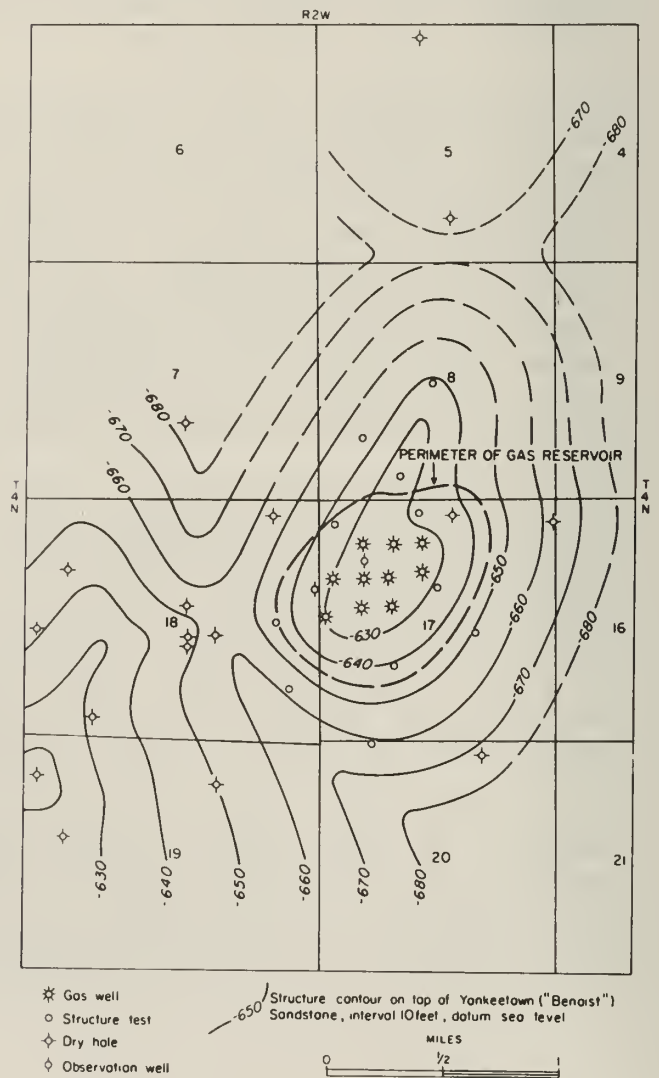 R2W
6
5
4
-670
-680
7
8
9
-680
-670
-660
PERIMETER OF GAS RESERVOIR
T
4
N
T
4
N
-650
-660
18
17
16
-630
-680
-640
-670
19
20
21
-630
-640
-650
-660
-670
-680
Gas well
Structure test
Dry hole
Observation well
-650
Structure contour on top of Yankeetown ("Benoist")
Sandstone, interval 10 feet, datum sea level
MILES
0
1/2
1